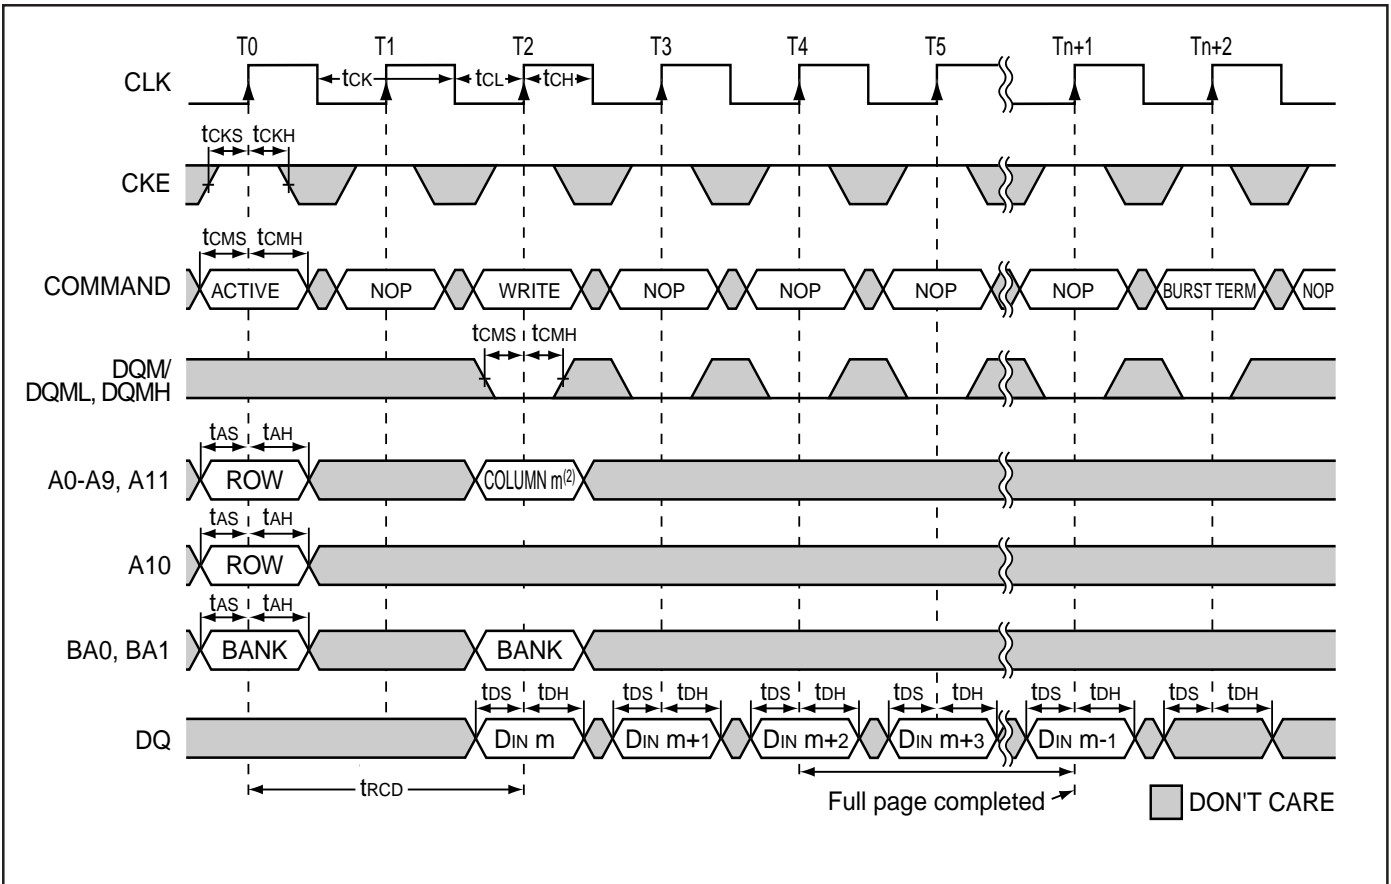 T0 T1 T2 T3 T4 T5 Tn+1 Tn+2
CLK
tCK tCL tCH
tCKS tCKH
CKE
tCMS tCMH
COMMAND ACTIVE NOP WRITE NOP NOP NOP NOP BURST TERM NOP
tCMS tCMH
DQM/
DQML, DQMH
tAS tAH
A0-A9, A11 ROW COLUMN m(2)
tAS tAH
A10 ROW
tAS tAH
BA0, BA1 BANK BANK
tDS tDH tDS tDH tDS tDH tDS tDH tDS tDH tDS tDH
DQ DIN m DIN m+1 DIN m+2 DIN m+3 DIN m-1
tRCD
Full page completed
DON'T CARE